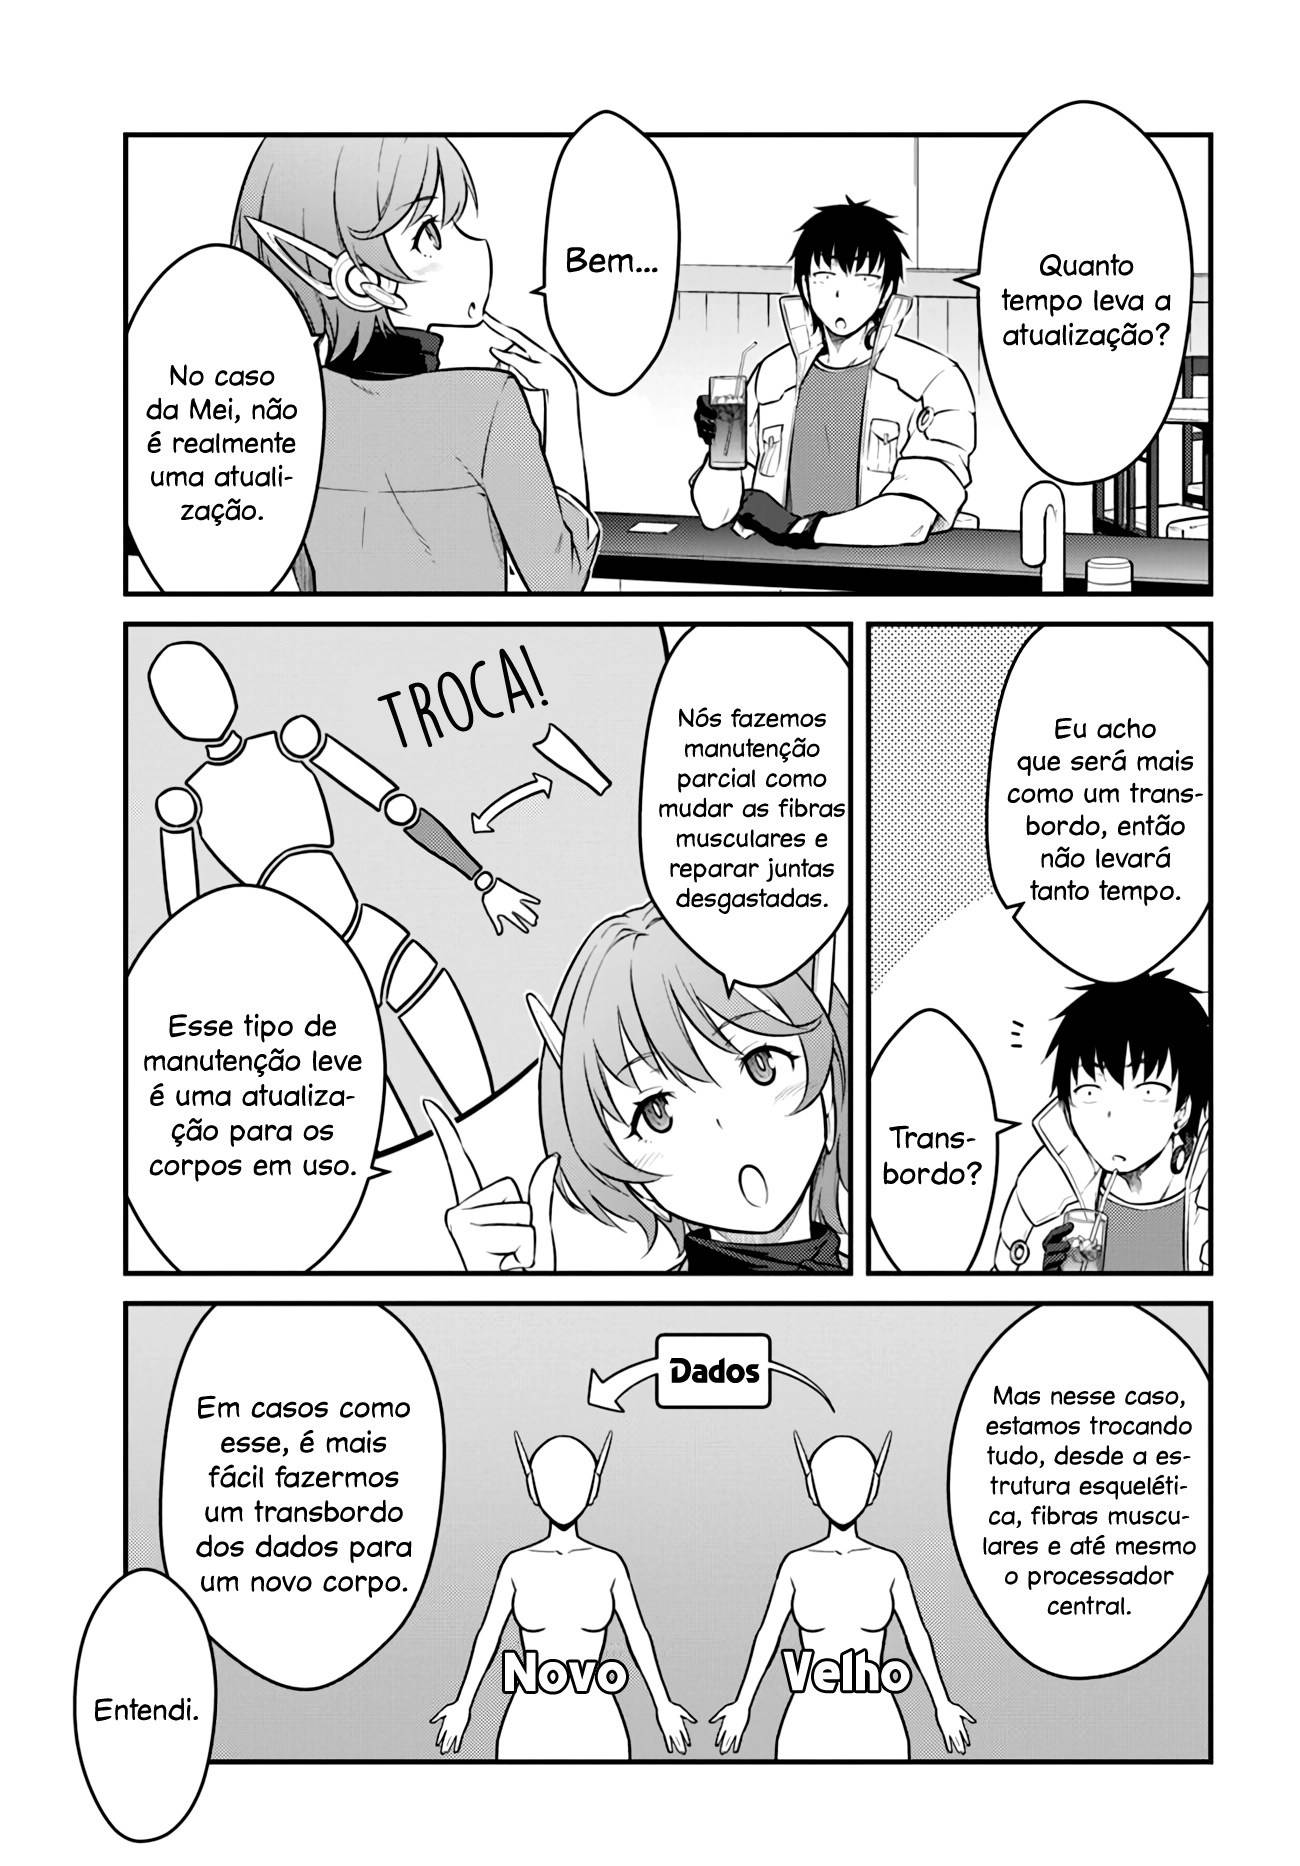 Quanto
tempo leva a
atualização?
Bem...
No caso
da Mei, não
é realmente
uma atuali-
zação.
Eu acho
que será mais
como um trans-
bordo, então
não levará
tanto tempo.
Trans-
bordo?
Nós fazemos
manutenção
parcial como
mudar as fibras
musculares e
reparar juntas
desgastadas.
TROCA!
Esse tipo de
manutenção leve
é uma atualiza-
ção para os
corpos em uso.
Mas nesse caso,
estamos trocando
tudo, desde a es-
trutura esqueléti-
ca, fibras muscu-
lares e até mesmo
o processador
central.
Dados
Velho
Novo
Em casos como
esse, é mais
fácil fazermos
um transbordo
dos dados para
um novo corpo.
Entendi.